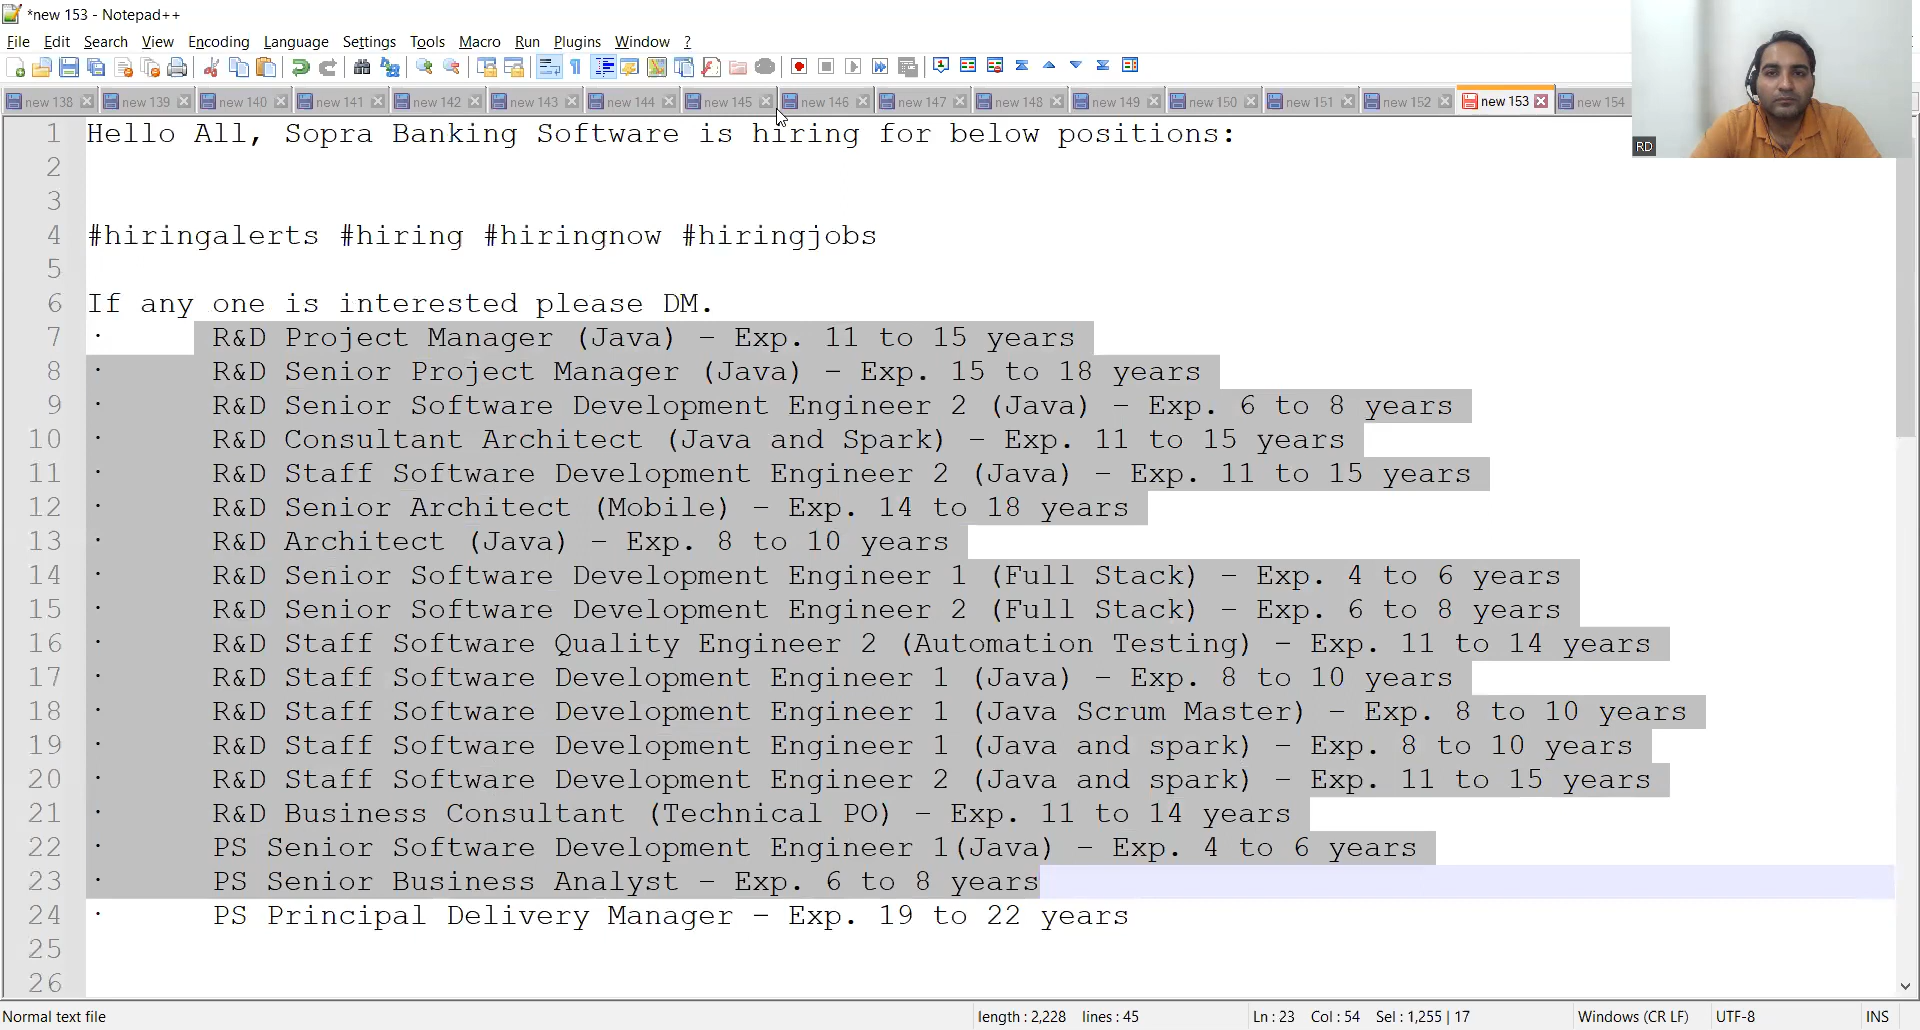 *new 153 - Notepad++
File Edit Search View Encoding Language Settings Tools Macro Run Plugins Window ?
new 138 new 139 new 140 new 141 new 142 new 143 new 144 new 145 new 146 new 147 new 148 new 149 new 150 new 151 new 152 new 153 new 154
RD
1 Hello All, Sopra Banking Software is hiring for below positions:
2
3
4 #hiringalerts #hiring #hiringnow #hiringjobs
5
6 If any one is interested please DM.
7 · R&D Project Manager (Java) – Exp. 11 to 15 years
8 · R&D Senior Project Manager (Java) – Exp. 15 to 18 years
9 · R&D Senior Software Development Engineer 2 (Java) – Exp. 6 to 8 years
10 · R&D Consultant Architect (Java and Spark) – Exp. 11 to 15 years
11 · R&D Staff Software Development Engineer 2 (Java) – Exp. 11 to 15 years
12 · R&D Senior Architect (Mobile) – Exp. 14 to 18 years
13 · R&D Architect (Java) – Exp. 8 to 10 years
14 · R&D Senior Software Development Engineer 1 (Full Stack) – Exp. 4 to 6 years
15 · R&D Senior Software Development Engineer 2 (Full Stack) – Exp. 6 to 8 years
16 · R&D Staff Software Quality Engineer 2 (Automation Testing) – Exp. 11 to 14 years
17 · R&D Staff Software Development Engineer 1 (Java) – Exp. 8 to 10 years
18 · R&D Staff Software Development Engineer 1 (Java Scrum Master) – Exp. 8 to 10 years
19 · R&D Staff Software Development Engineer 1 (Java and spark) – Exp. 8 to 10 years
20 · R&D Staff Software Development Engineer 2 (Java and spark) – Exp. 11 to 15 years
21 · R&D Business Consultant (Technical PO) – Exp. 11 to 14 years
22 · PS Senior Software Development Engineer 1(Java) – Exp. 4 to 6 years
23 · PS Senior Business Analyst – Exp. 6 to 8 years
24 · PS Principal Delivery Manager – Exp. 19 to 22 years
25
26
Normal text file length : 2,228 lines : 45 Ln : 23 Col : 54 Sel : 1,255 | 17 Windows (CR LF) UTF-8 INS